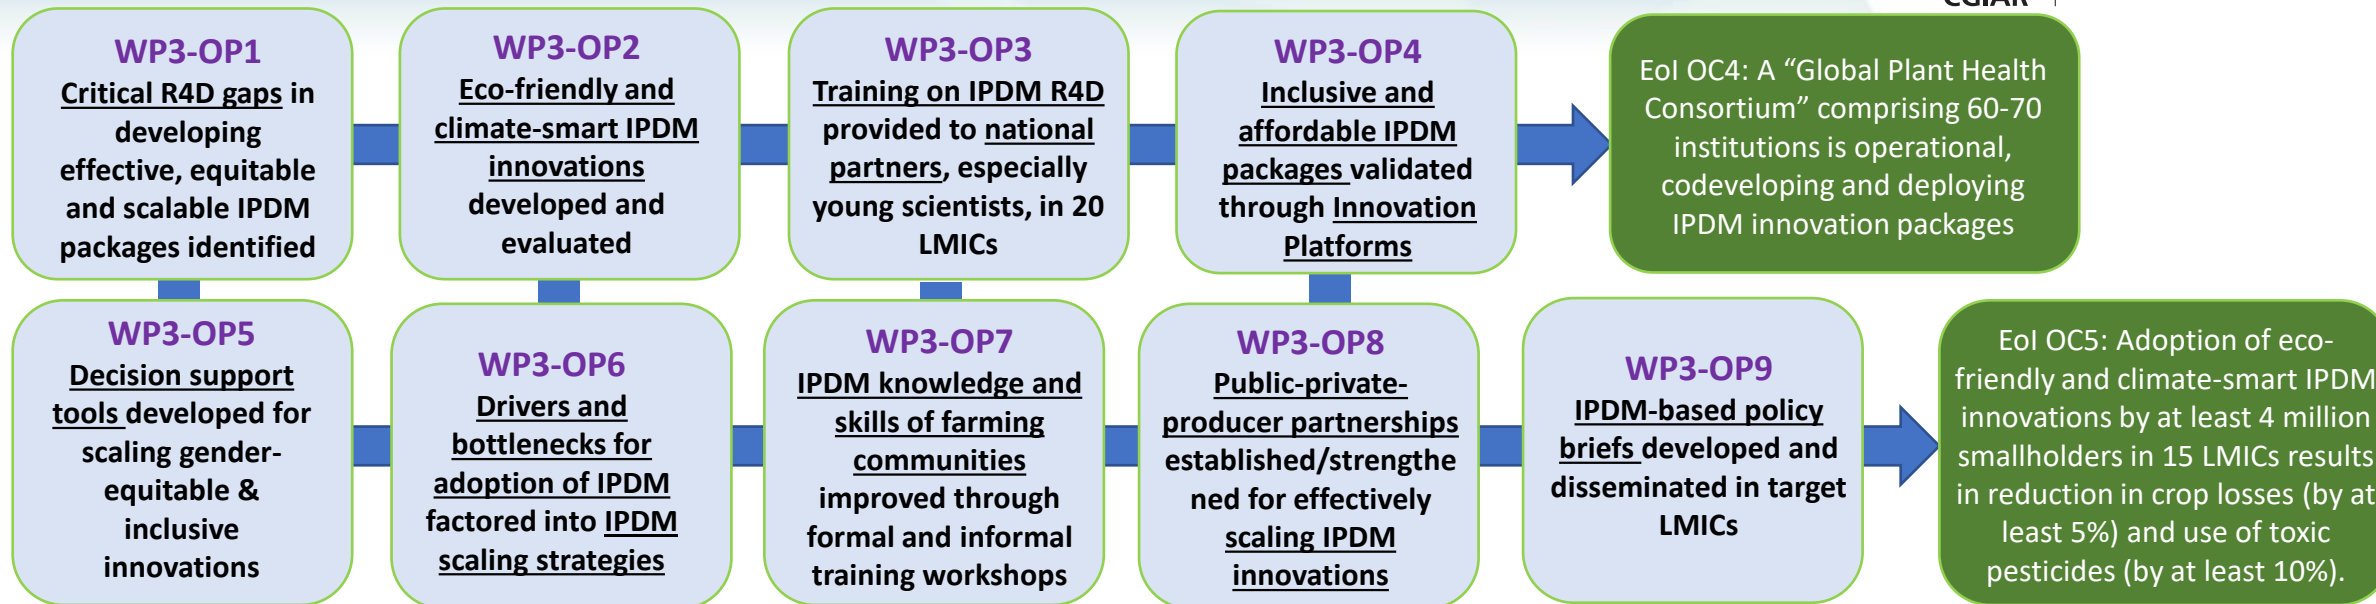 CGIAR
WP3-OP1
Critical R4D gaps in
developing
effective, equitable
and scalable IPDM
packages identified
WP3-OP2
Eco-friendly and
climate-smart IPDM
innovations
developed and
evaluated
WP3-OP3
Training on IPDM R4D
provided to national
partners, especially
young scientists, in 20
LMICs
WP3-OP4
Inclusive and
affordable IPDM
packages validated
through Innovation
Platforms
EoI OC4: A “Global Plant Health
Consortium” comprising 60-70
institutions is operational,
codeveloping and deploying
IPDM innovation packages
WP3-OP5
Decision support
tools developed for
scaling gender-
equitable &
inclusive
innovations
WP3-OP6
Drivers and
bottlenecks for
adoption of IPDM
factored into IPDM
scaling strategies
WP3-OP7
IPDM knowledge and
skills of farming
communities
improved through
formal and informal
training workshops
WP3-OP8
Public-private-
producer partnerships
established/strengthe
ned for effectively
scaling IPDM
innovations
WP3-OP9
IPDM-based policy
briefs developed and
disseminated in target
LMICs
EoI OC5: Adoption of eco-
friendly and climate-smart IPDM
innovations by at least 4 million
smallholders in 15 LMICs results
in reduction in crop losses (by at
least 5%) and use of toxic
pesticides (by at least 10%).